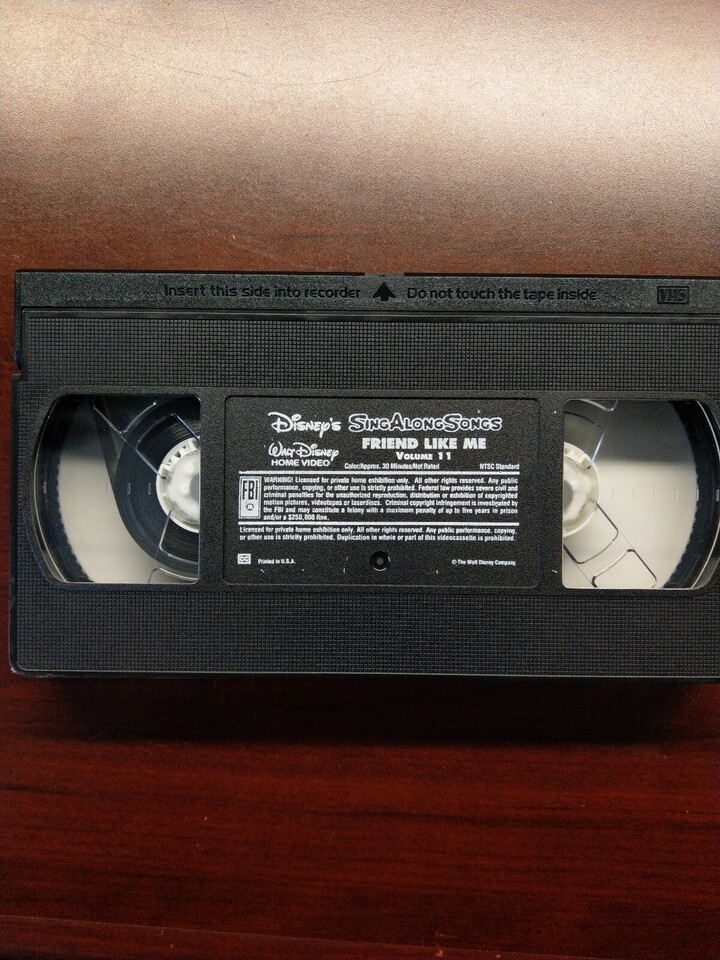 Insert this side into recorder Do not touch the tape inside VHS
Disney's SingAlongSongs
FRIEND LIKE ME
VOLUME 11
Walt Disney
HOME VIDEO
Color/Approx. 30 Minutes/Not Rated NTSC Standard
FBI
WARNING! Licensed for private home exhibition only. All other rights reserved. Any public
performance, copying, or other use is strictly prohibited. Federal law provides severe civil and
criminal penalties for the unauthorized reproduction, distribution or exhibition of copyrighted
motion pictures, videotapes or laserdiscs. Criminal copyright infringement is investigated by
the FBI and may constitute a felony with a maximum penalty of up to five years in prison
and/or a $250,000 fine.
Licensed for private home exhibition only. All other rights reserved. Any public performance, copying,
or other use is strictly prohibited. Duplication in whole or part of this videocassette is prohibited.
CC Printed in U.S.A. © The Walt Disney Company